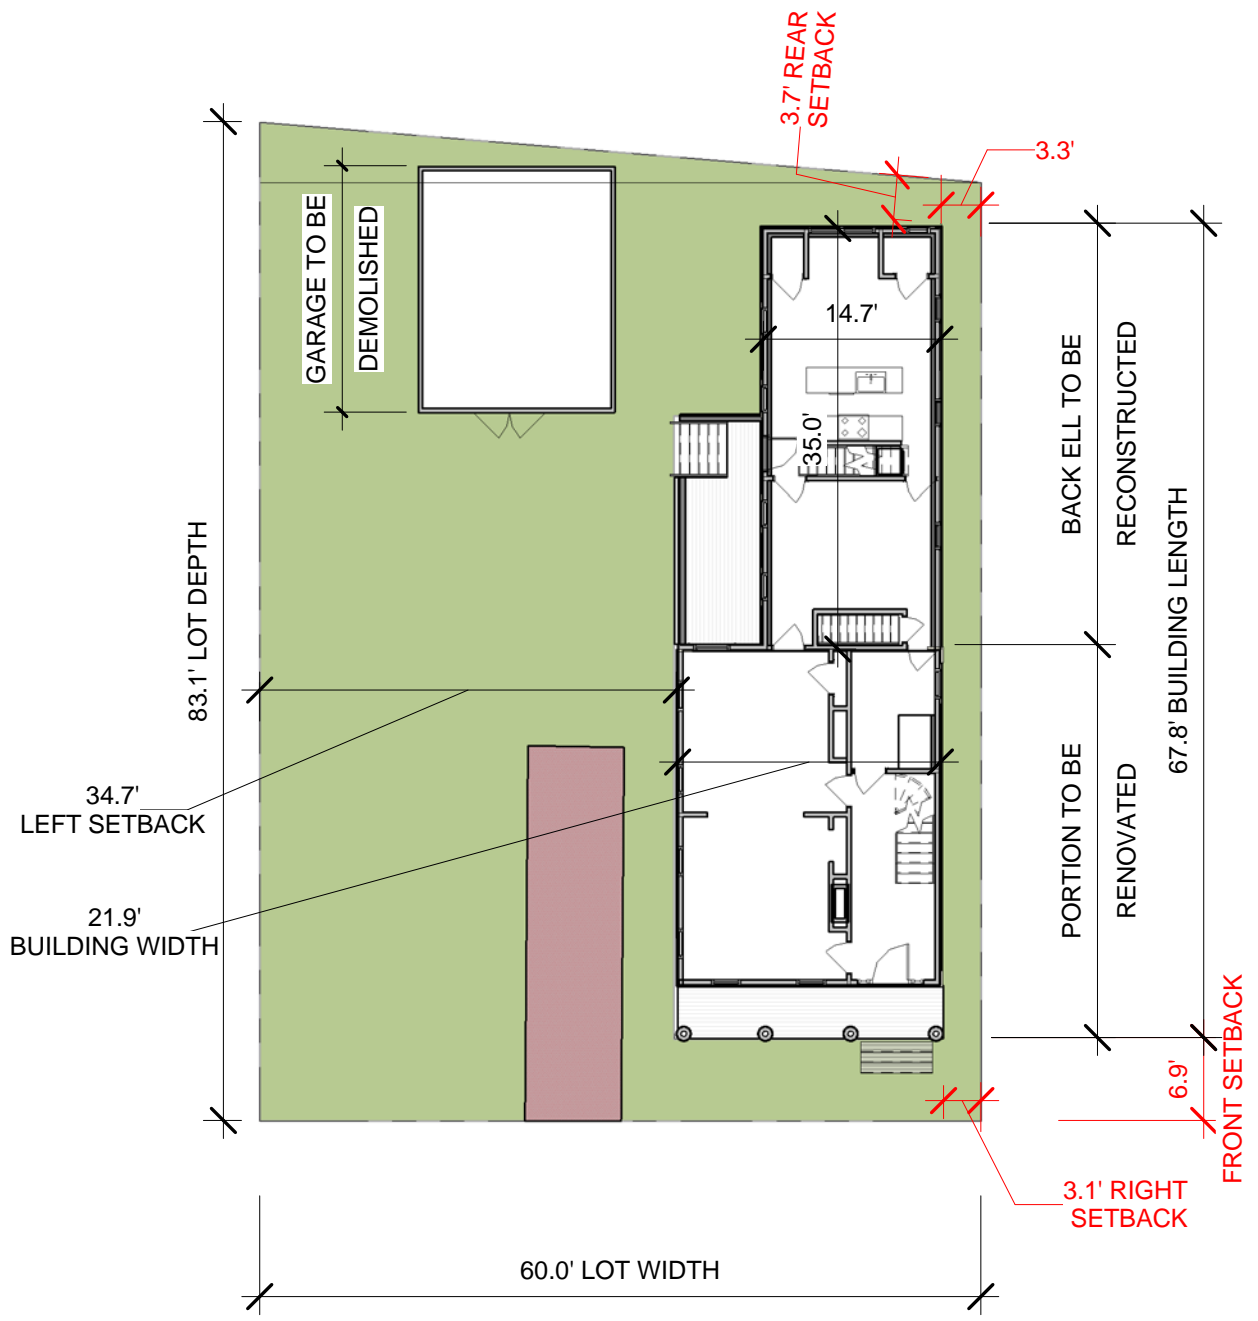 3.7' REAR
SETBACK
3.3'
GARAGE TO BE
DEMOLISHED
14.7'
35.0'
BACK ELL TO BE
RECONSTRUCTED
67.8' BUILDING LENGTH
83.1' LOT DEPTH
34.7'
LEFT SETBACK
21.9'
BUILDING WIDTH
PORTION TO BE
RENOVATED
6.9'
FRONT SETBACK
3.1' RIGHT
SETBACK
60.0' LOT WIDTH